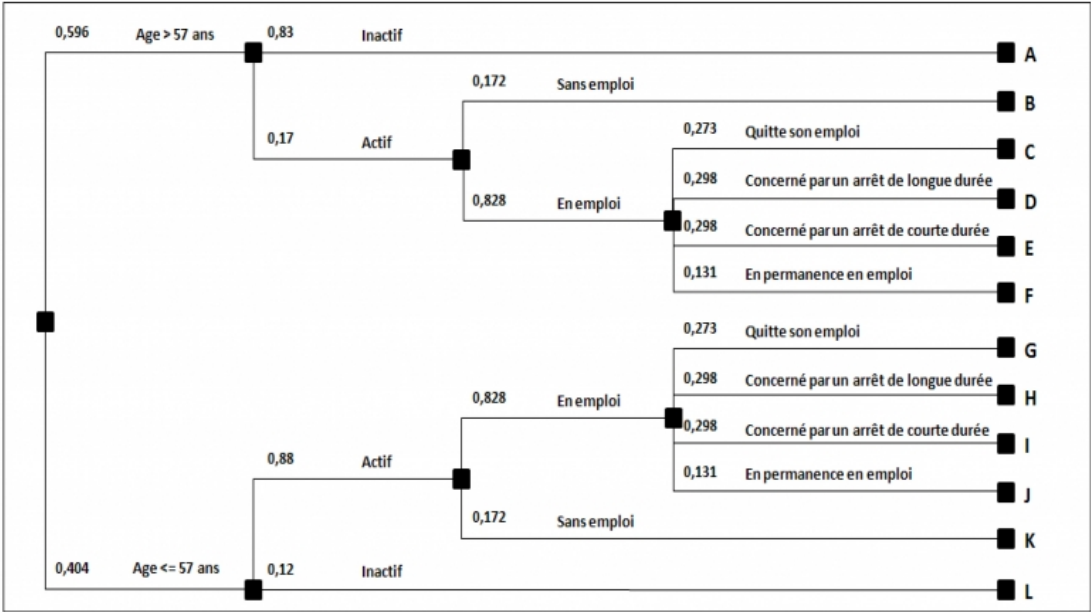 0,596 Age > 57 ans 0,83 Inactif A
0,172 Sans emploi B
0,17 Actif 0,273 Quitte son emploi C
0,298 Concerné par un arrêt de longue durée D
0,828 En emploi 0,298 Concerné par un arrêt de courte durée E
0,131 En permanence en emploi F
0,273 Quitte son emploi G
0,828 En emploi 0,298 Concerné par un arrêt de longue durée H
0,298 Concerné par un arrêt de courte durée I
0,88 Actif 0,131 En permanence en emploi J
0,172 Sans emploi K
0,404 Age <= 57 ans 0,12 Inactif L